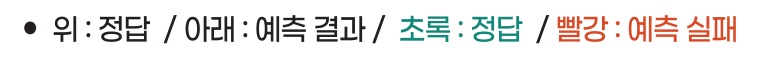 • 위 : 정답 / 아래 : 예측 결과 / 초록 : 정답 / 빨강 : 예측 실패